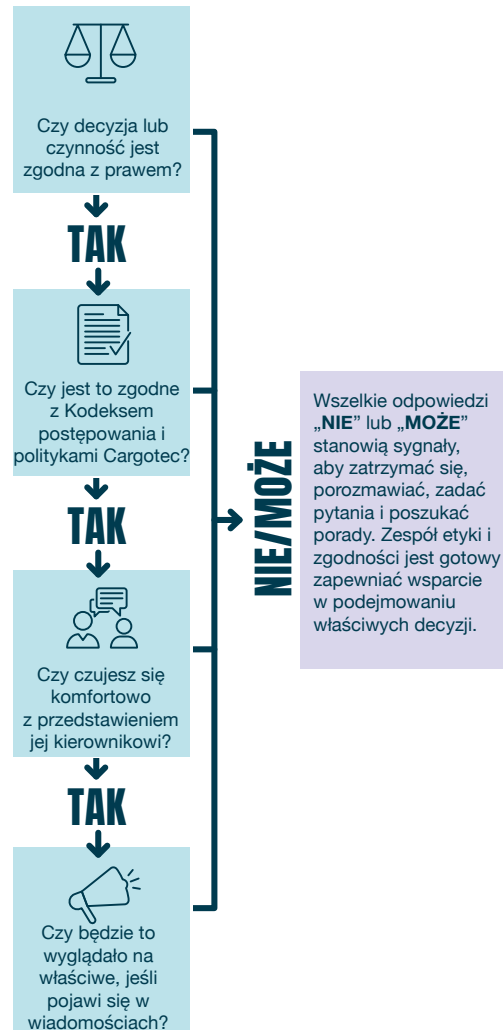 Czy decyzja lub
czynność jest
zgodna z prawem?
TAK
Czy jest to zgodne
z Kodeksem
postępowania i
politykami Cargotec?
TAK
Czy czujesz się
komfortowo
z przedstawieniem
jej kierownikowi?
TAK
Czy będzie to
wyglądało na
właściwe, jeśli
pojawi się w
wiadomościach?
NIE/MOŻE
Wszelkie odpowiedzi
„NIE” lub „MOŻE”
stanowią sygnały,
aby zatrzymać się,
porozmawiać, zadać
pytania i poszukać
porady. Zespół etyki i
zgodności jest gotowy
zapewniać wsparcie
w podejmowaniu
właściwych decyzji.